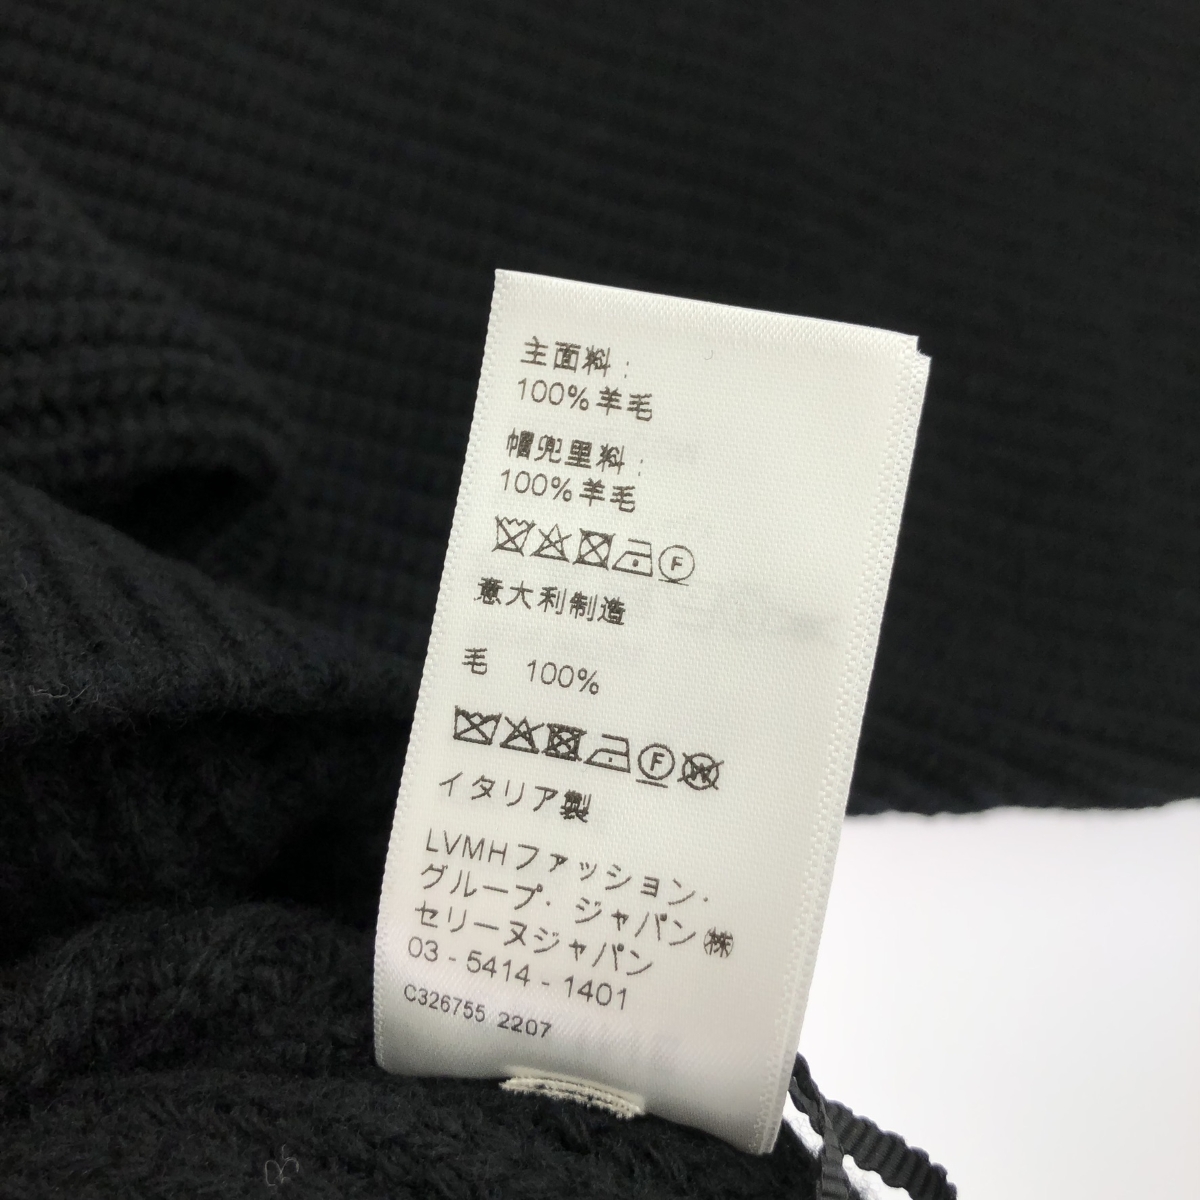 主面料：
100%羊毛
帽兜里料：
100%羊毛
F
意大利制造
毛 100%
F W
イタリア製
LVMHファッション・
グループ・ジャパン㈱
セリーヌジャパン
03 - 5414 - 1401
C326755 2207